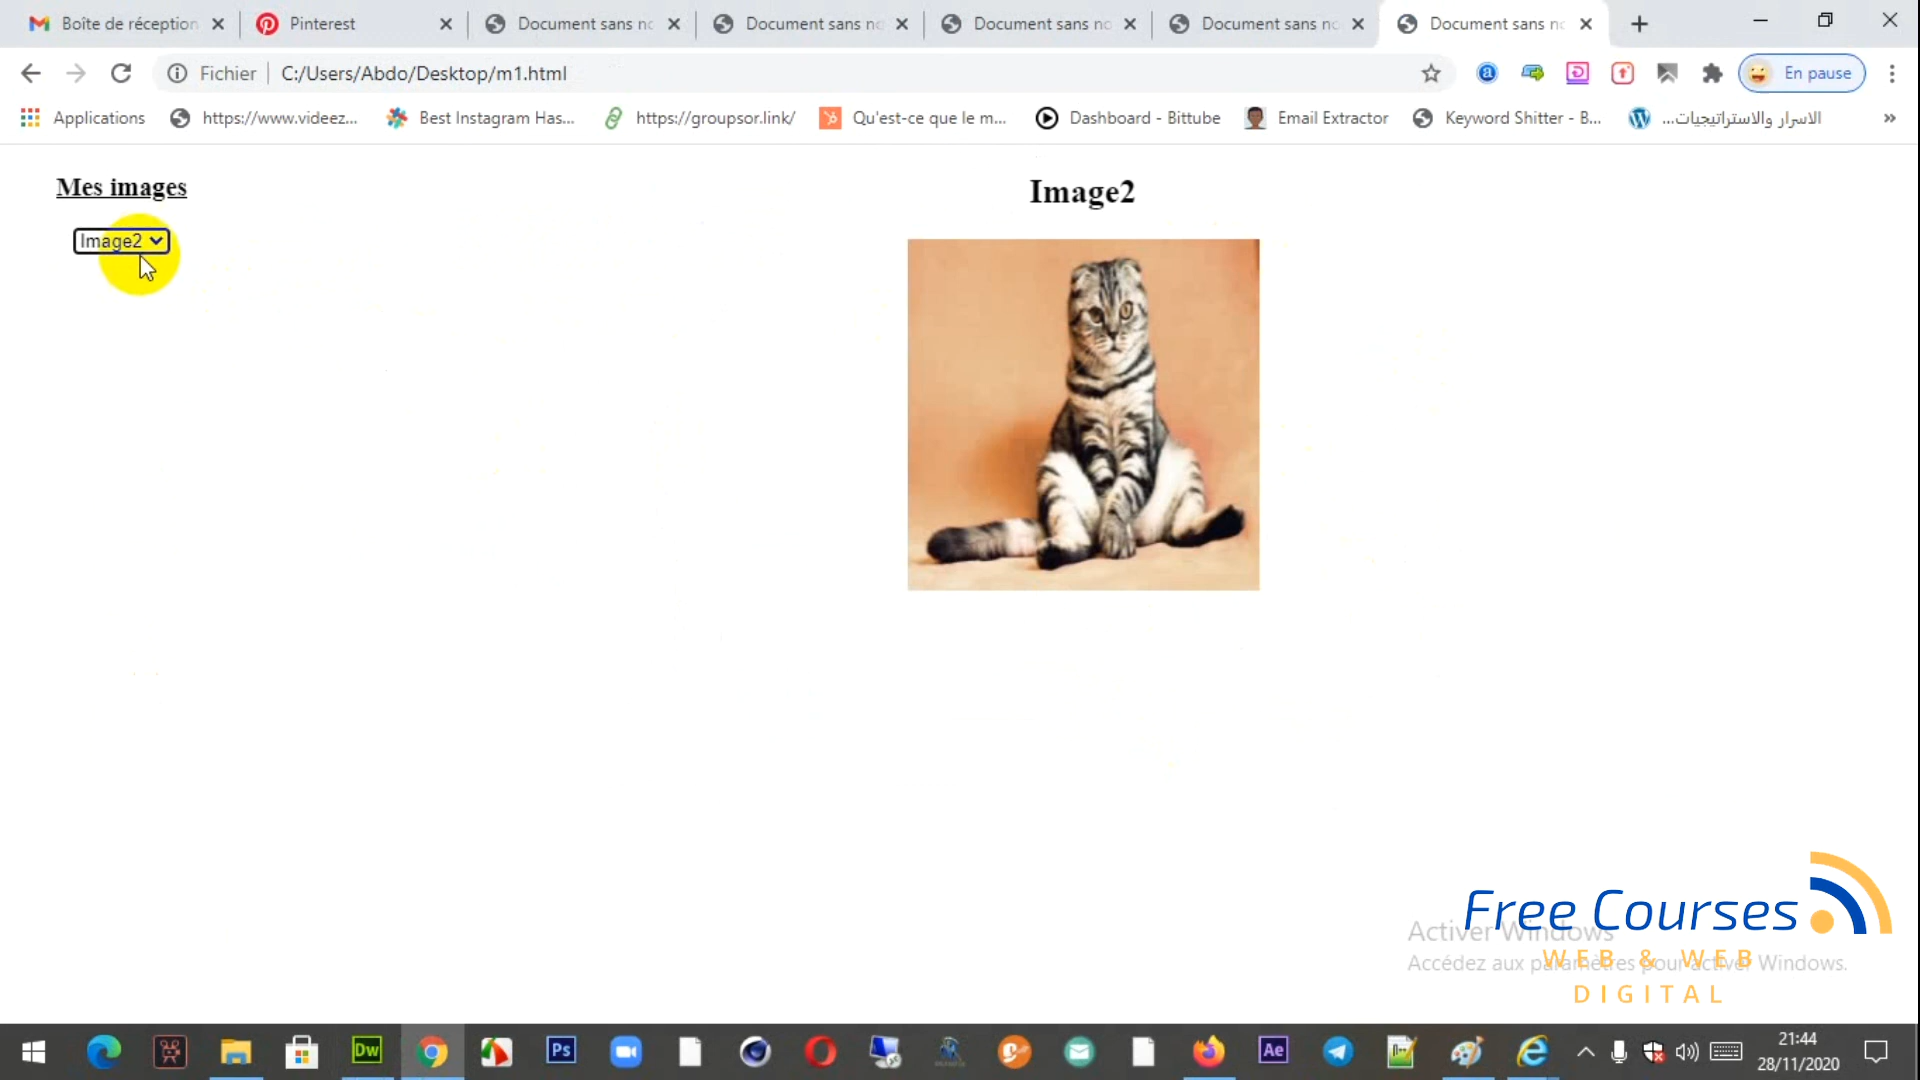 Boîte de réception
Pinterest
Document sans no
Document sans no
Document sans no
Document sans no
Document sans no
Fichier
C:/Users/Abdo/Desktop/m1.html
En pause
Applications
https://www.videez...
Best Instagram Has...
https://groupsor.link/
Qu'est-ce que le m...
Dashboard - Bittube
Email Extractor
Keyword Shitter - B...
الاسرار والاستراتيجيات...
»
Mes images
Image2
Image2
Free Courses
WEB & WEB
DIGITAL
Activer Windows
Accédez aux paramètres pour activer Windows.
Dw
Ps
Ae
21:44
28/11/2020